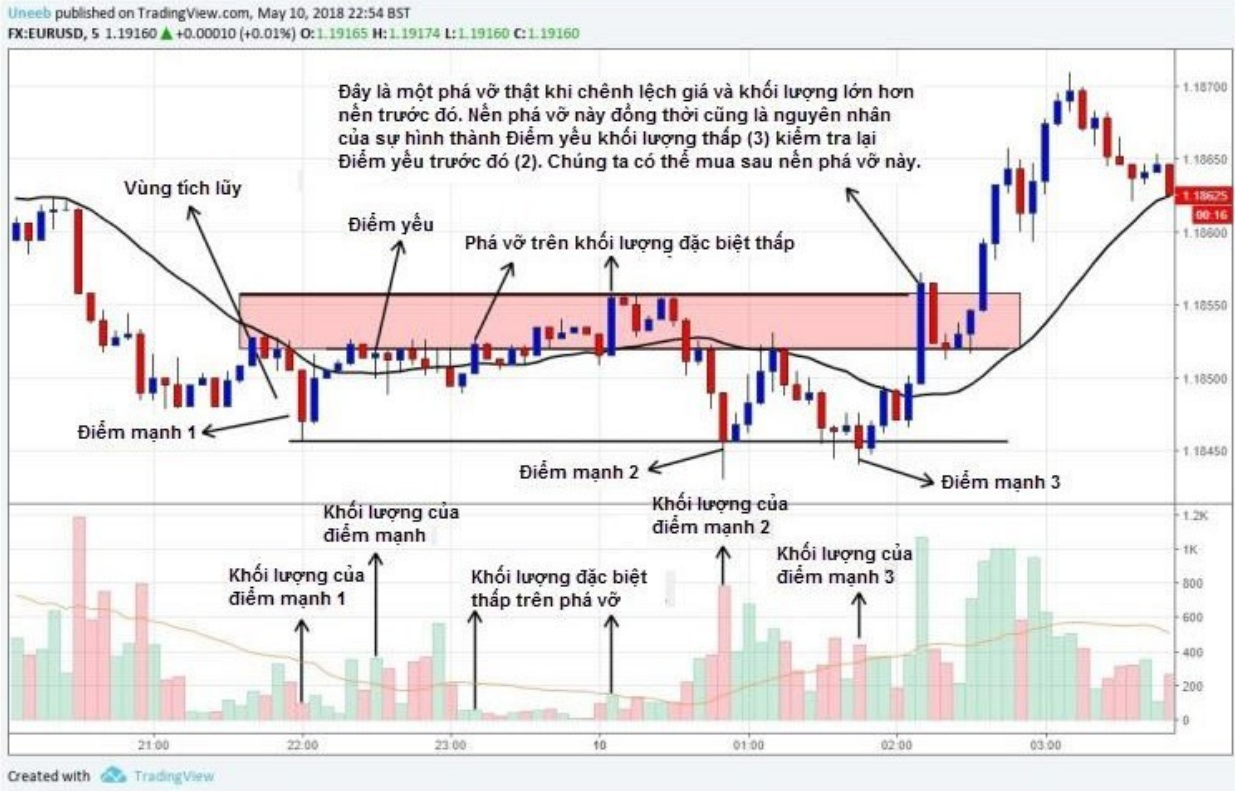 Uneeb published on TradingView.com, May 10, 2018 22:54 BST
FX:EURUSD, 5 1.19160 ▲ +0.00010 (+0.01%) O:1.19165 H:1.19174 L:1.19160 C:1.19160
Đây là một phá vỡ thật khi chênh lệch giá và khối lượng lớn hơn
nến trước đó. Nến phá vỡ này đồng thời cũng là nguyên nhân
của sự hình thành Điểm yếu khối lượng thấp (3) kiểm tra lại
Điểm yếu trước đó (2). Chúng ta có thể mua sau nến phá vỡ này.
Vùng tích lũy
Điểm yếu
Phá vỡ trên khối lượng đặc biệt thấp
Điểm mạnh 1
Điểm mạnh 2
Điểm mạnh 3
1.18700
1.18650
1.18625
00:16
1.18600
1.18550
1.18500
1.18450
Khối lượng của
điểm mạnh 1
Khối lượng của
điểm mạnh
Khối lượng đặc biệt
thấp trên phá vỡ
Khối lượng của
điểm mạnh 2
Khối lượng của
điểm mạnh 3
1.2K
1K
800
600
400
200
0
21:00
22:00
23:00
10
01:00
02:00
03:00
Created with TradingView